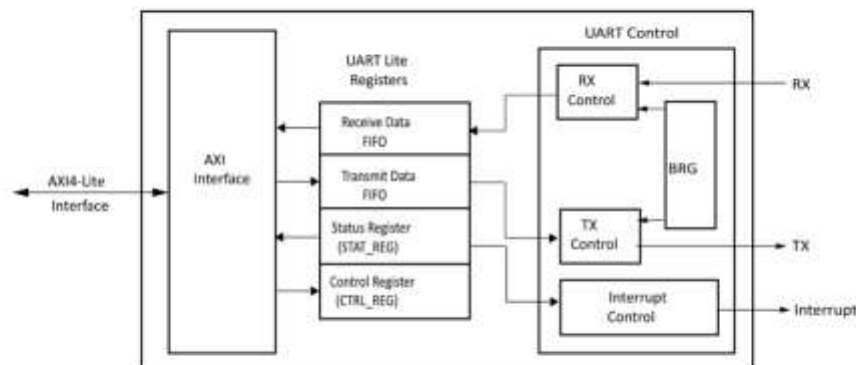 UART Control
UART Lite
Registers
RX
Control
RX
Receive Data
FIFO
AXI
Interface
Transmit Data
FIFO
BRG
AXI4-Lite
Interface
Status Register
(STAT_REG)
TX
Control
TX
Control Register
(CTRL_REG)
Interrupt
Control
Interrupt